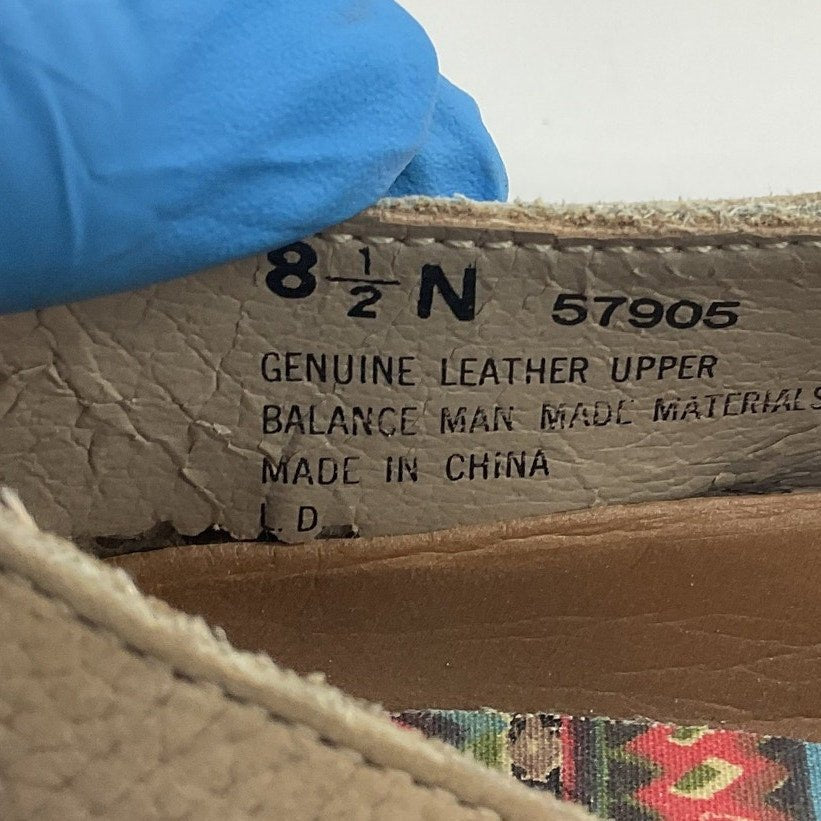 8 1/2 N 57905
GENUINE LEATHER UPPER
BALANCE MAN MADE MATERIALS
MADE IN CHINA
L. D.